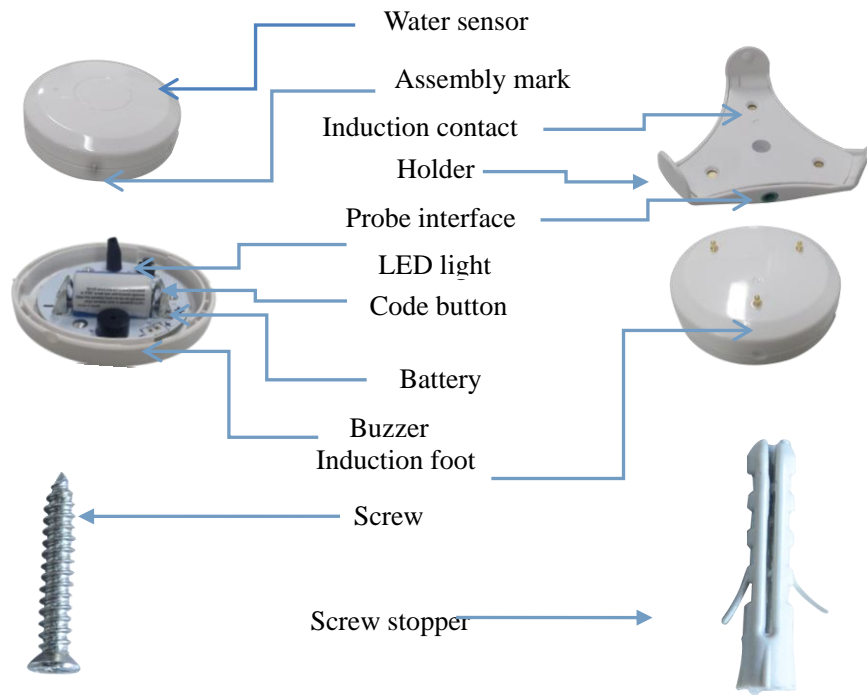 Water sensor
Assembly mark
Induction contact
Holder
Probe interface
LED light
Code button
Battery
Buzzer
Induction foot
Screw
Screw stopper